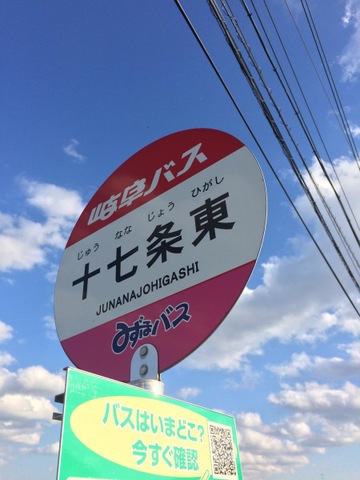 岐阜バス
じゅう なな じょう ひがし
十七条東
JUNANAJOHIGASHI
みずほバス
バスはいまどこ?
今すぐ確認